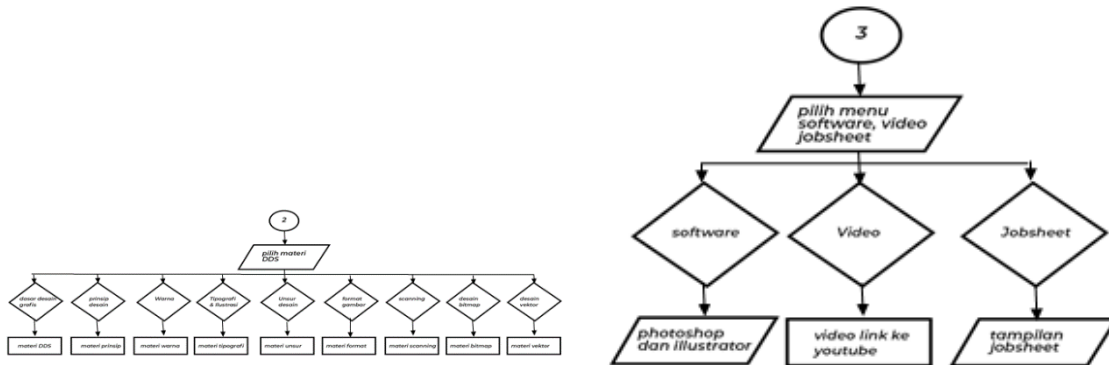 2
pilih materi
DDS
dasar desain
grafis
prinsip
desain
Warna
Tipografi
& Ilustrasi
Unsur
desain
format
gambar
scanning
desain
bitmap
desain
vektor
materi DDS
materi prinsip
materi warna
materi tipografi
materi unsur
materi format
materi scanning
materi bitmap
materi vektor
3
pilih menu
software, video
jobsheet
software
Video
Jobsheet
photoshop
dan illustrator
video link ke
youtube
tampilan
jobsheet